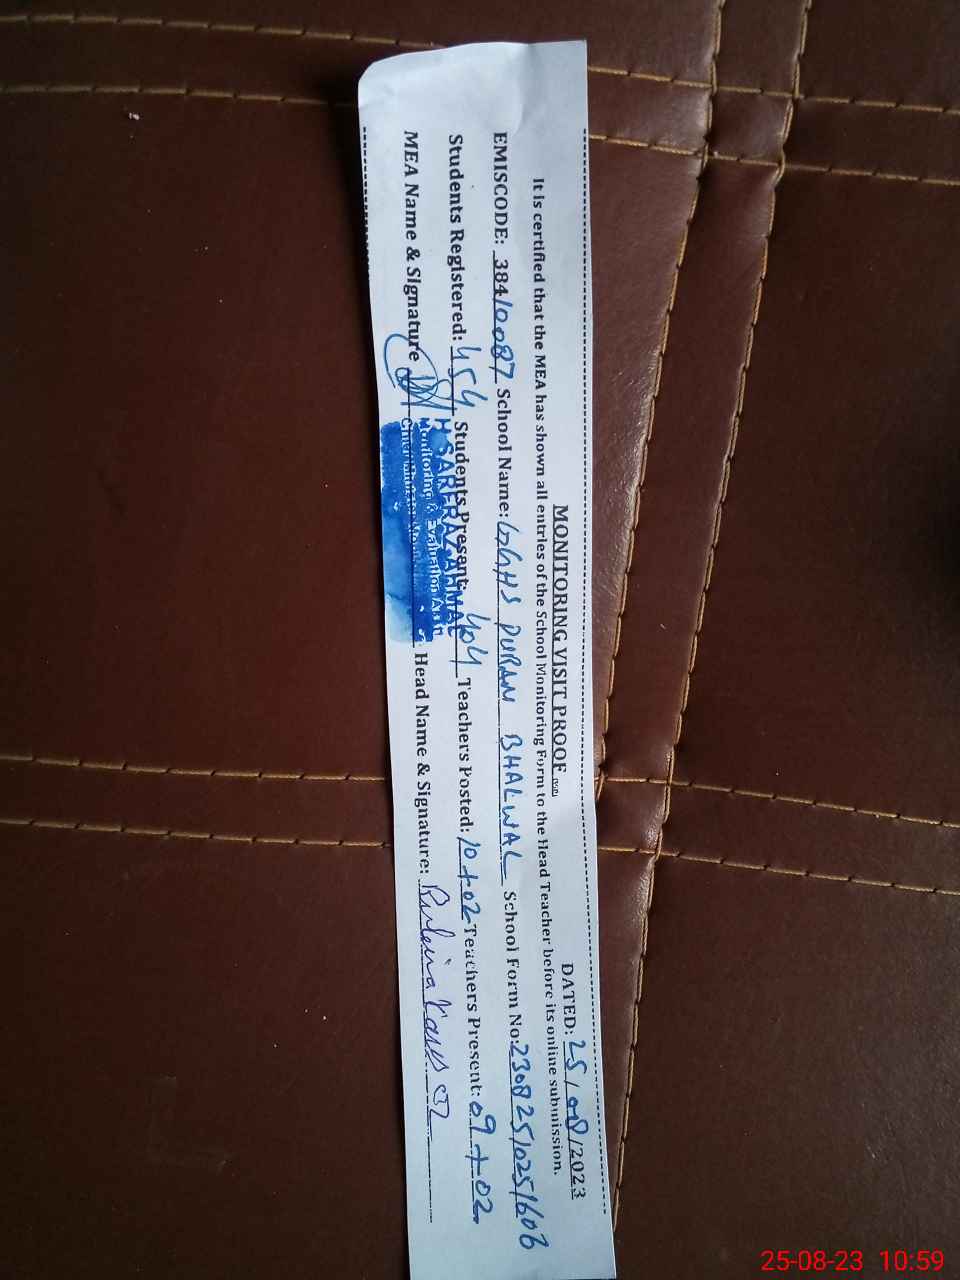 MONITORING VISIT PROOF (MVP) DATED: 25/08/2023
It is certified that the MEA has shown all entries of the School Monitoring Form to the Head Teacher before its online submission.
EMISCODE: 38410087 School Name: GGHS PURAN BHALWAL School Form No: 230825
Students Registered: 454 Students Present: 404 Teachers Posted: 10+02 Teachers Present: 09+02
MEA Name & Signature Head Name & Signature: Rubina
SARFRAZ AHMAD
Monitoring & Evaluation
25-08-23 10:59